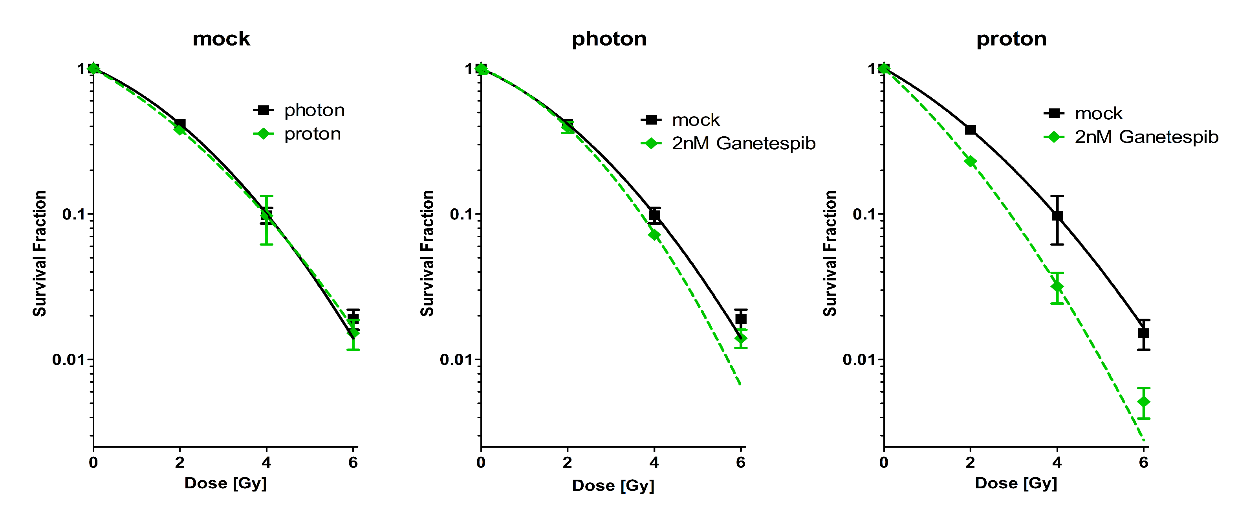 mock
photon
proton
1
0.1
0.01
0 2 4 6
Survival Fraction
Dose [Gy]
photon
mock
2nM Ganetespib
1
0.1
0.01
0 2 4 6
Survival Fraction
Dose [Gy]
proton
mock
2nM Ganetespib
1
0.1
0.01
0 2 4 6
Survival Fraction
Dose [Gy]